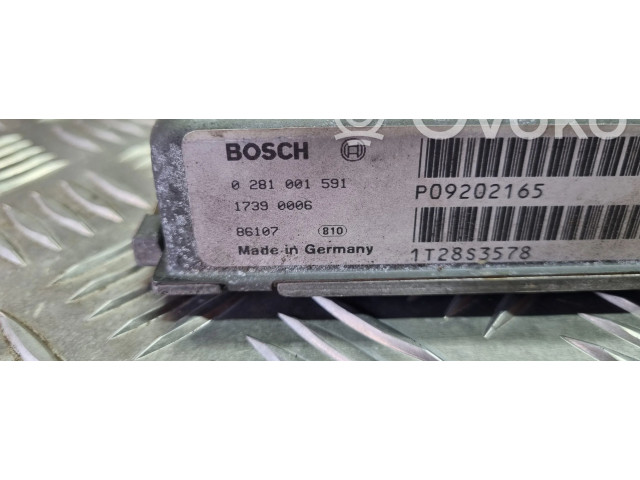 BOSCH
0 281 001 591
1739 0006
86107 810
Made in Germany
P09202165
1T28S3578